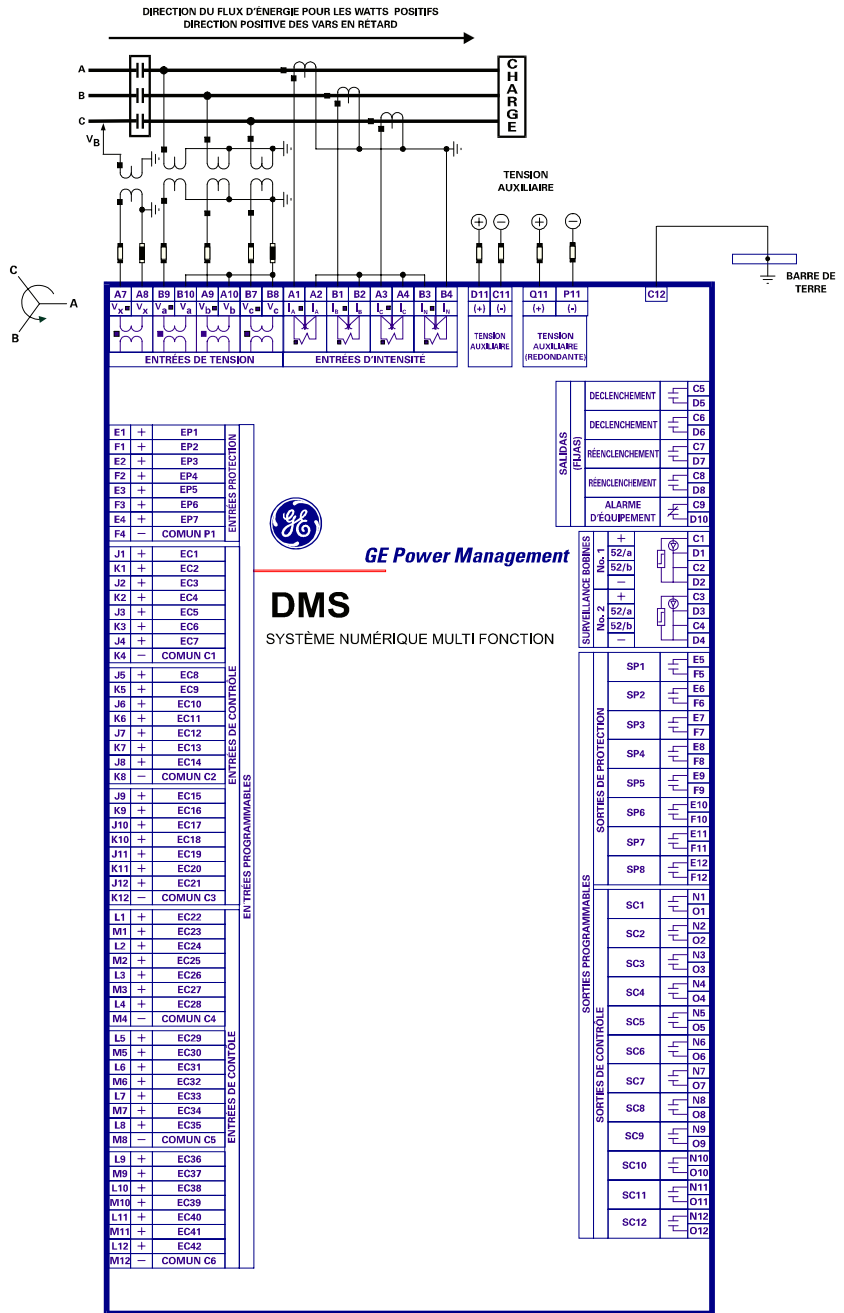 DIRECTION DU FLUX D'ÉNERGIE POUR LES WATTS POSITIFS
DIRECTION POSITIVE DES VARS EN RÉTARD
A
B
C
VB
CHARGE
TENSION
AUXILIAIRE
+ − + −
BARRE DE
TERRE
C
A
B
A7 A8 B9 B10 A9 A10 B7 B8 A1 A2 B1 B2 A3 A4 B3 B4
Vx Vx Va Va Vb Vb Vc Vc IA IA IB IB IC IC IN IN
ENTRÉES DE TENSION
ENTRÉES D'INTENSITÉ
D11 C11
(+) (-)
TENSION
AUXILIAIRE
Q11 P11
(+) (-)
TENSION
AUXILIAIRE
(REDONDANTE)
C12
E1 + EP1
F1 + EP2
E2 + EP3
F2 + EP4
E3 + EP5
F3 + EP6
E4 + EP7
F4 − COMUN P1
ENTRÉES PROTECTION
J1 + EC1
K1 + EC2
J2 + EC3
K2 + EC4
J3 + EC5
K3 + EC6
J4 + EC7
K4 − COMUN C1
J5 + EC8
K5 + EC9
J6 + EC10
K6 + EC11
J7 + EC12
K7 + EC13
J8 + EC14
K8 − COMUN C2
J9 + EC15
K9 + EC16
J10 + EC17
K10 + EC18
J11 + EC19
K11 + EC20
J12 + EC21
K12 − COMUN C3
ENTRÉES DE CONTRÔLE
L1 + EC22
M1 + EC23
L2 + EC24
M2 + EC25
L3 + EC26
M3 + EC27
L4 + EC28
M4 − COMUN C4
L5 + EC29
M5 + EC30
L6 + EC31
M6 + EC32
L7 + EC33
M7 + EC34
L8 + EC35
M8 − COMUN C5
L9 + EC36
M9 + EC37
L10 + EC38
M10 + EC39
L11 + EC40
M11 + EC41
L12 + EC42
M12 − COMUN C6
ENTRÉES DE CONTÔLE
EN TRÉES PROGRAMMABLES
GE
GE Power Management
DMS
SYSTÈME NUMÉRIQUE MULTI FONCTION
SALIDAS
(FIJAS)
DECLENCHEMENT C5 D5
DECLENCHEMENT C6 D6
RÉENCLENCHEMENT C7 D7
RÉENCLENCHEMENT C8 D8
ALARME
D'ÉQUIPEMENT C9 D10
SURVEILLANCE BOBINES
No. 1
+ C1
52/a D1
52/b C2
− D2
No. 2
+ C3
52/a D3
52/b C4
− D4
SORTIES PROGRAMMABLES
SORTIES DE PROTECTION
SP1 E5 F5
SP2 E6 F6
SP3 E7 F7
SP4 E8 F8
SP5 E9 F9
SP6 E10 F10
SP7 E11 F11
SP8 E12 F12
SORTIES DE CONTRÔLE
SC1 N1 O1
SC2 N2 O2
SC3 N3 O3
SC4 N4 O4
SC5 N5 O5
SC6 N6 O6
SC7 N7 O7
SC8 N8 O8
SC9 N9 O9
SC10 N10 O10
SC11 N11 O11
SC12 N12 O12